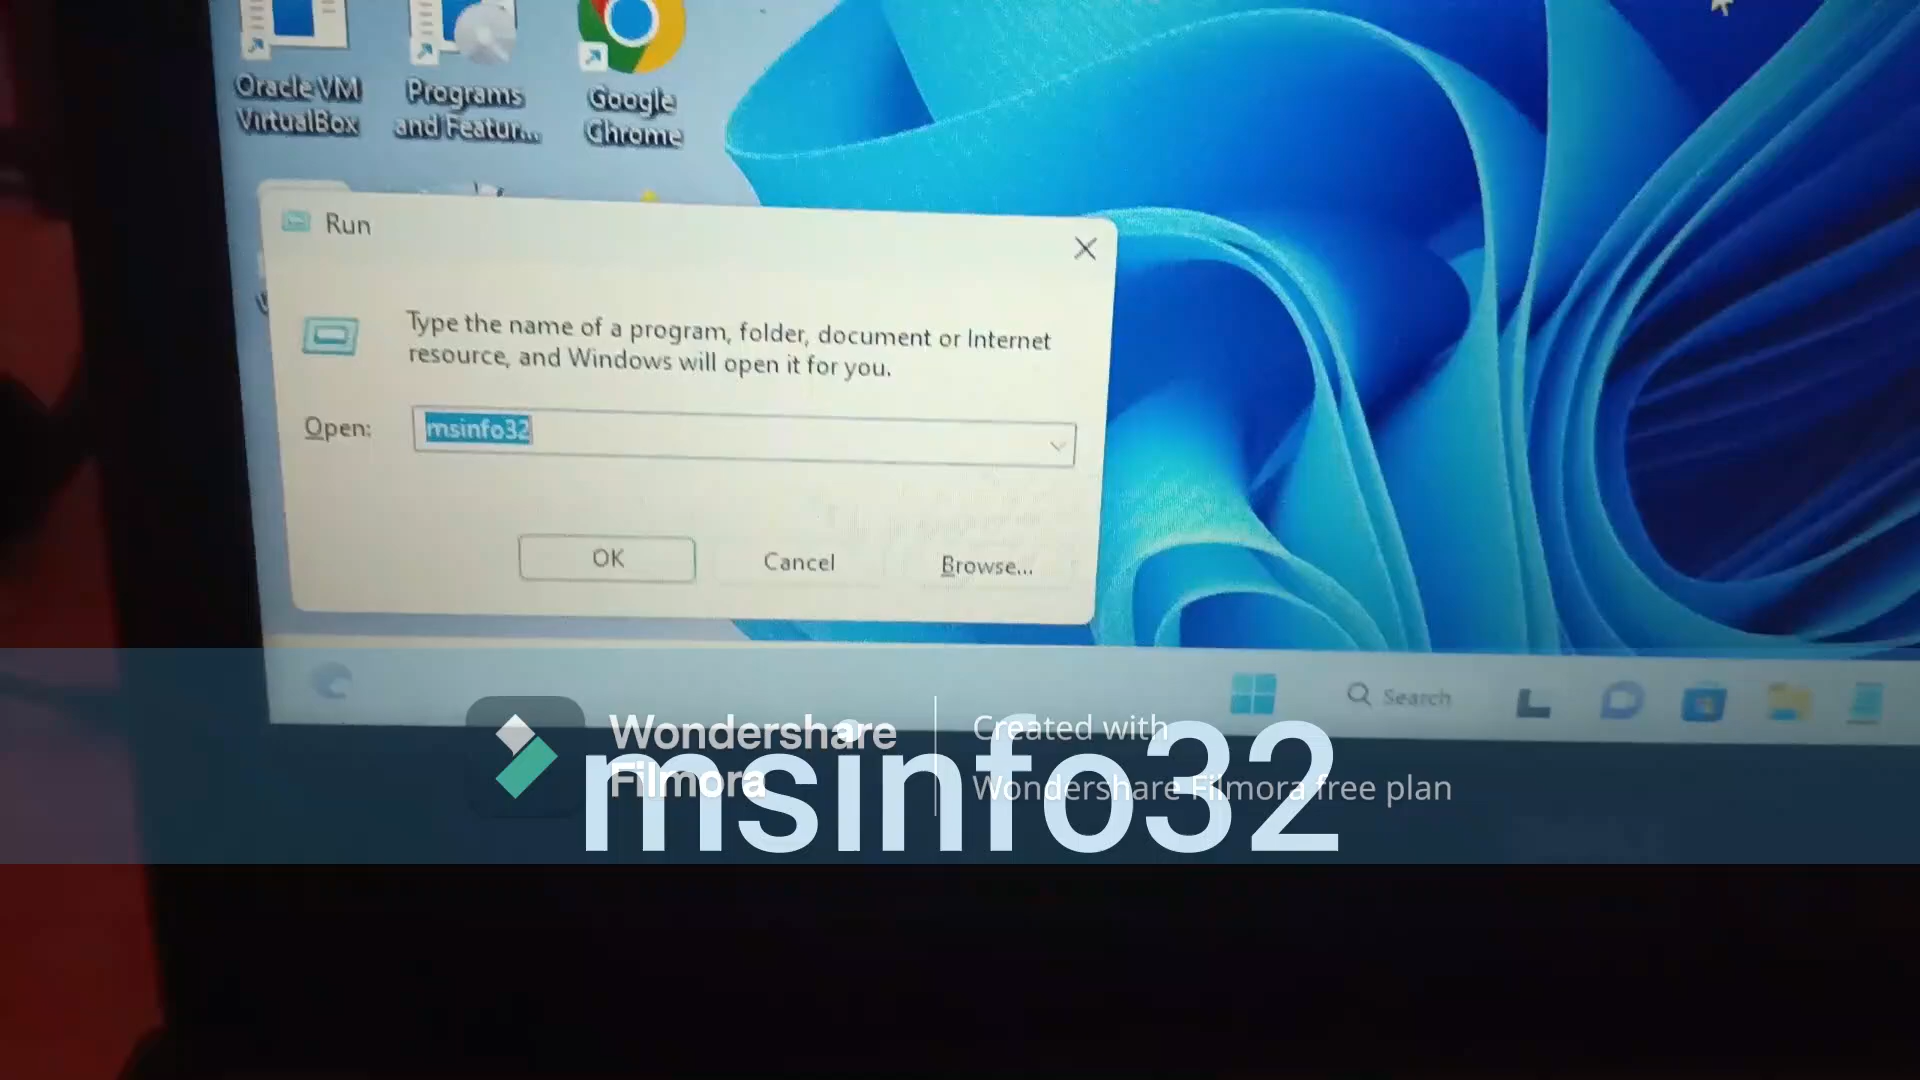 Oracle VM
VirtualBox
Programs
and Featur...
Google
Chrome
Run
Type the name of a program, folder, document or Internet
resource, and Windows will open it for you.
Open:
msinfo32
OK
Cancel
Browse...
Search
Wondershare
Filmora
Created with
Wondershare Filmora free plan
msinfo32